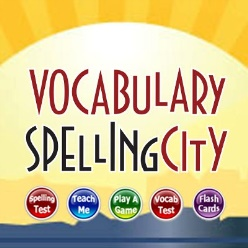 VOCABULARY
SPELLINGCITY
Spelling Test
Teach Me
Play A Game
Vocab Test
Flash Cards